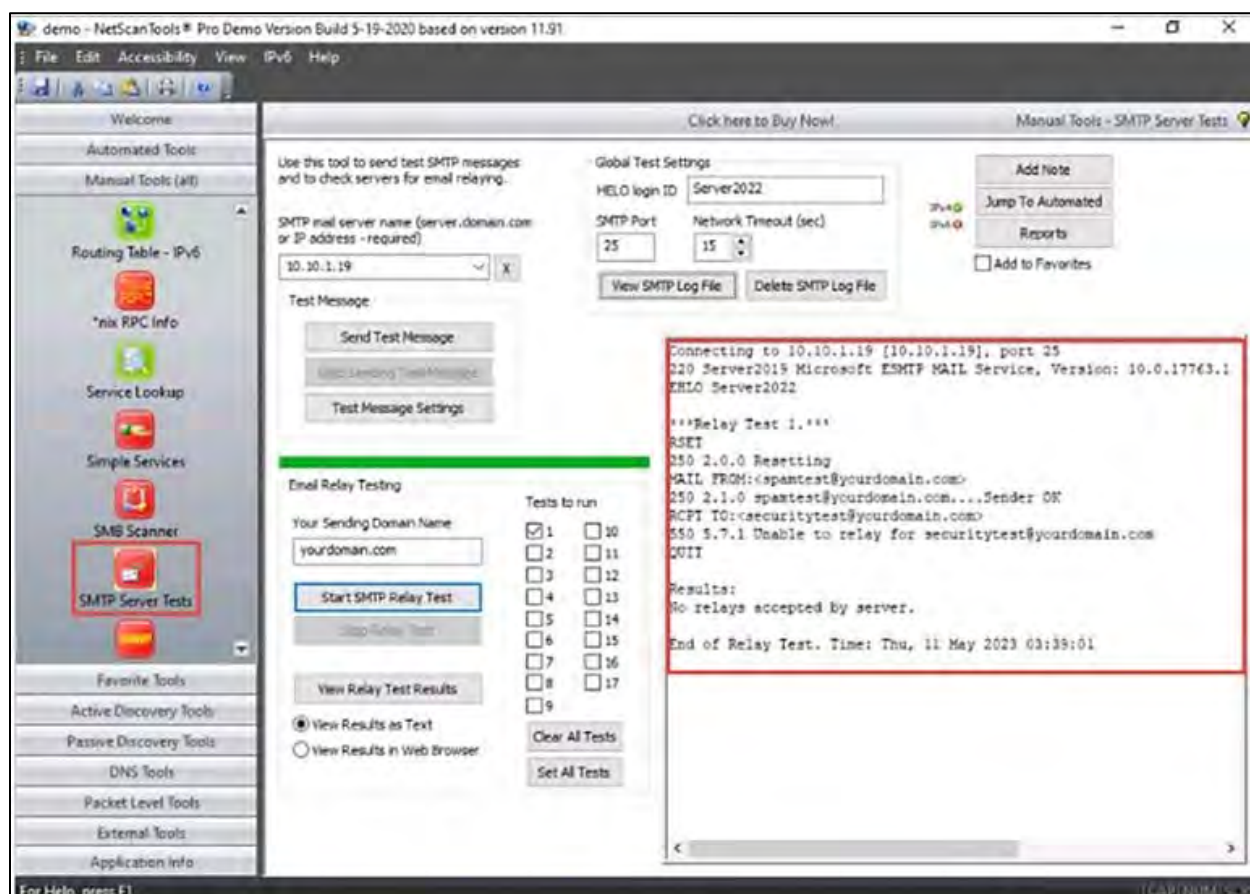 demo - NetScanTools® Pro Demo Version Build 5-19-2020 based on version 11.91
File Edit Accessibility View IPv6 Help
Welcome
Automated Tools
Manual Tools (all)
Routing Table - IPv6
*nix RPC Info
Service Lookup
Simple Services
SMB Scanner
SMTP Server Tests
Favorite Tools
Active Discovery Tools
Passive Discovery Tools
DNS Tools
Packet Level Tools
External Tools
Application Info
For Help, press F1
Click here to Buy Now!
Manual Tools - SMTP Server Tests
Use this tool to send test SMTP messages
and to check servers for email relaying.
SMTP mail server name (server.domain.com
or IP address - required)
10.10.1.19
X
Global Test Settings
HELO login ID
Server2022
SMTP Port
Network Timeout (sec)
25
15
View SMTP Log File
Delete SMTP Log File
IPv4
IPv6
Add Note
Jump To Automated
Reports
Add to Favorites
Test Message
Send Test Message
Stop Sending Test Message
Test Message Settings
Email Relay Testing
Your Sending Domain Name
yourdomain.com
Start SMTP Relay Test
Stop Relay Test
View Relay Test Results
View Results as Text
View Results in Web Browser
Tests to run
1 10
2 11
3 12
4 13
5 14
6 15
7 16
8 17
9
Clear All Tests
Set All Tests
Connecting to 10.10.1.19 [10.10.1.19], port 25
220 Server2019 Microsoft ESMTP MAIL Service, Version: 10.0.17763.1
EHLO Server2022
***Relay Test 1.***
RSET
250 2.0.0 Resetting
MAIL FROM:<spamtest@yourdomain.com>
250 2.1.0 spamtest@yourdomain.com....Sender OK
RCPT TO:<securitytest@yourdomain.com>
550 5.7.1 Unable to relay for securitytest@yourdomain.com
QUIT
Results:
No relays accepted by server.
End of Relay Test. Time: Thu, 11 May 2023 03:39:01